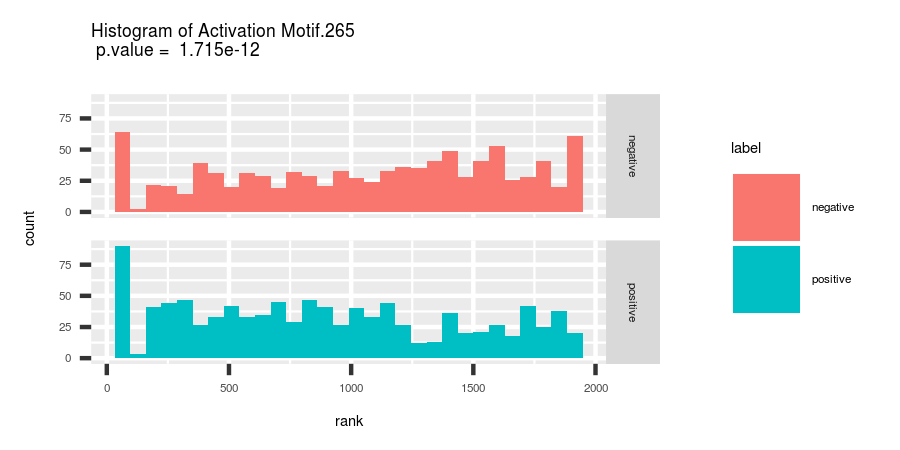 Histogram of Activation Motif.265
p.value = 1.715e-12
count
75
50
25
0
negative
75
50
25
0
positive
0 500 1000 1500 2000
rank
label
negative
positive